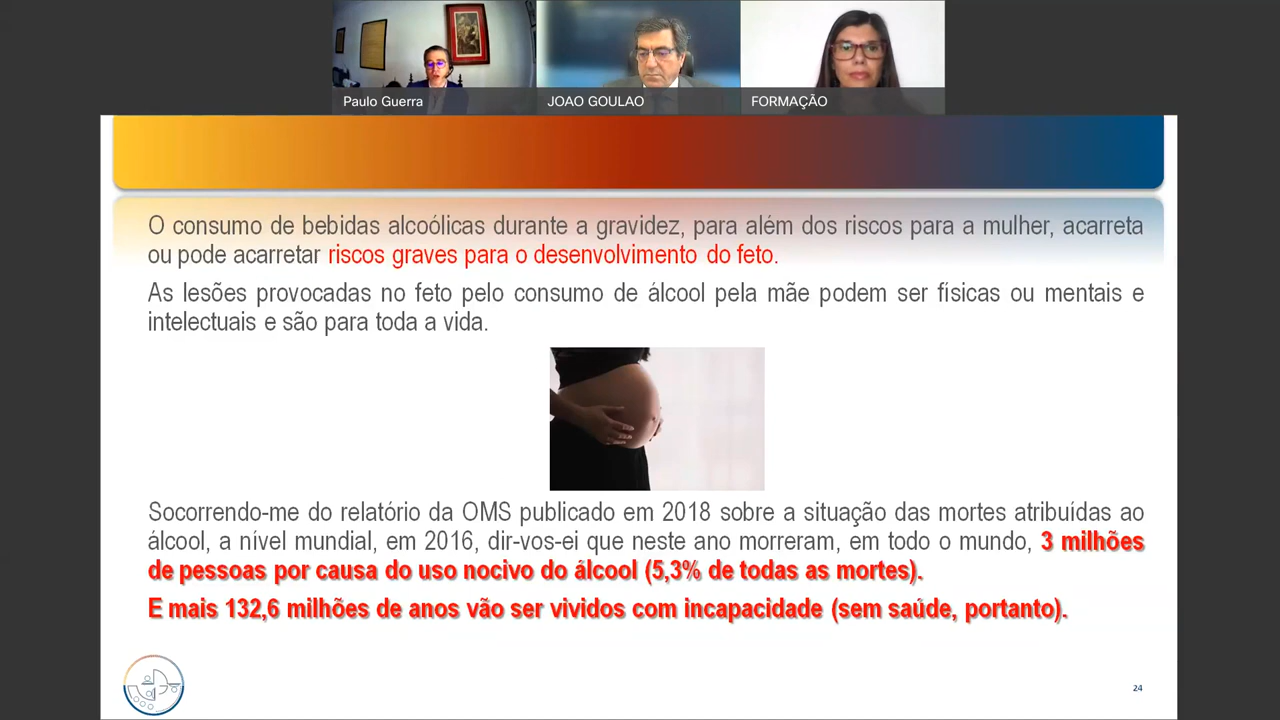 Paulo Guerra
JOAO GOULAO
FORMAÇÃO
O consumo de bebidas alcoólicas durante a gravidez, para além dos riscos para a mulher, acarreta
ou pode acarretar riscos graves para o desenvolvimento do feto.
As lesões provocadas no feto pelo consumo de álcool pela mãe podem ser físicas ou mentais e
intelectuais e são para toda a vida.
Socorrendo-me do relatório da OMS publicado em 2018 sobre a situação das mortes atribuídas ao
álcool, a nível mundial, em 2016, dir-vos-ei que neste ano morreram, em todo o mundo, 3 milhões
de pessoas por causa do uso nocivo do álcool (5,3% de todas as mortes).
E mais 132,6 milhões de anos vão ser vividos com incapacidade (sem saúde, portanto).
24